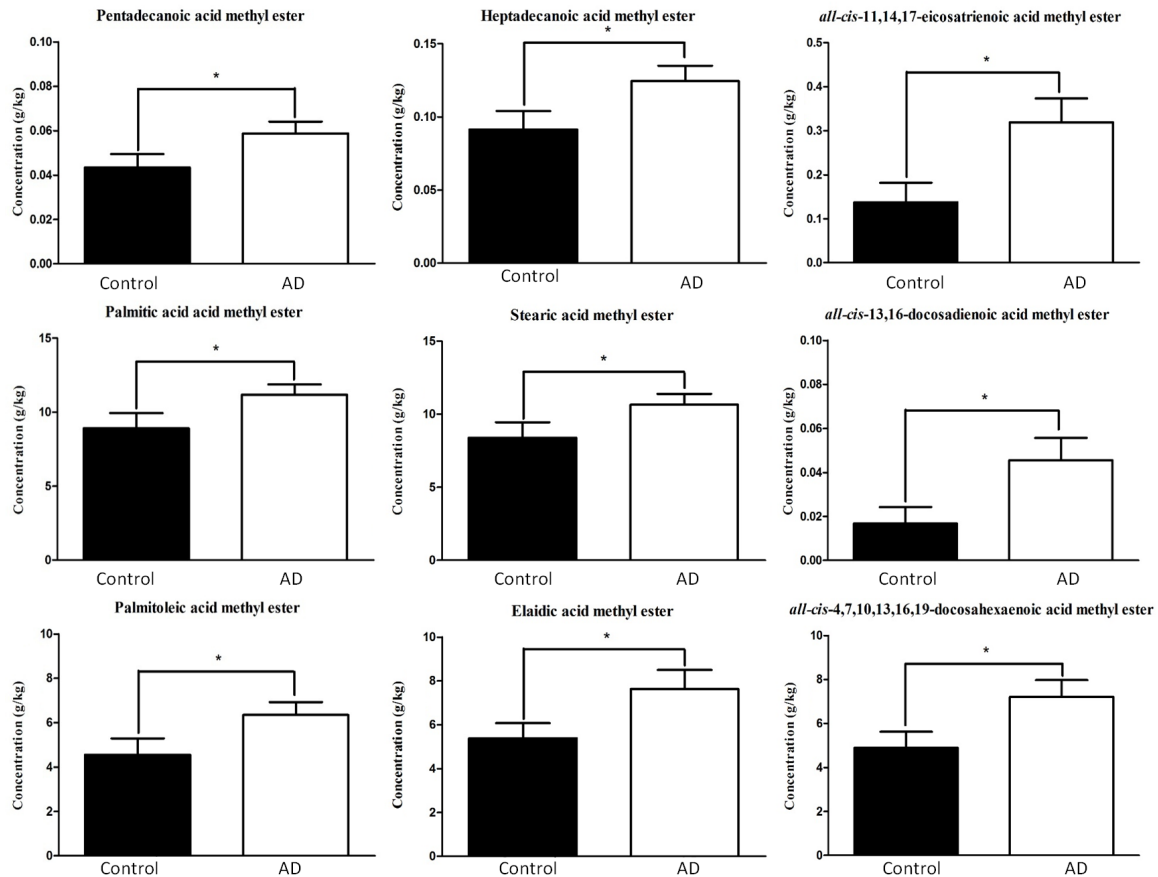 Pentadecanoic acid methyl ester
Concentration (g/kg)
0.10
0.08
0.06
0.04
0.02
0.00
*
Control
AD
Heptadecanoic acid methyl ester
Concentration (g/kg)
0.15
0.10
0.05
0.00
*
Control
AD
all-cis-11,14,17-eicosatrienoic acid methyl ester
Concentration (g/kg)
0.5
0.4
0.3
0.2
0.1
0.0
*
Control
AD
Palmitic acid acid methyl ester
Concentration (g/kg)
15
10
5
0
*
Control
AD
Stearic acid methyl ester
Concentration (g/kg)
15
10
5
0
*
Control
AD
all-cis-13,16-docosadienoic acid methyl ester
Concentration (g/kg)
0.10
0.08
0.06
0.04
0.02
0.00
*
Control
AD
Palmitoleic acid methyl ester
Concentration (g/kg)
10
8
6
4
2
0
*
Control
AD
Elaidic acid methyl ester
Concentration (g/kg)
10
8
6
4
2
0
*
Control
AD
all-cis-4,7,10,13,16,19-docosahexaenoic acid methyl ester
Concentration (g/kg)
10
8
6
4
2
0
*
Control
AD